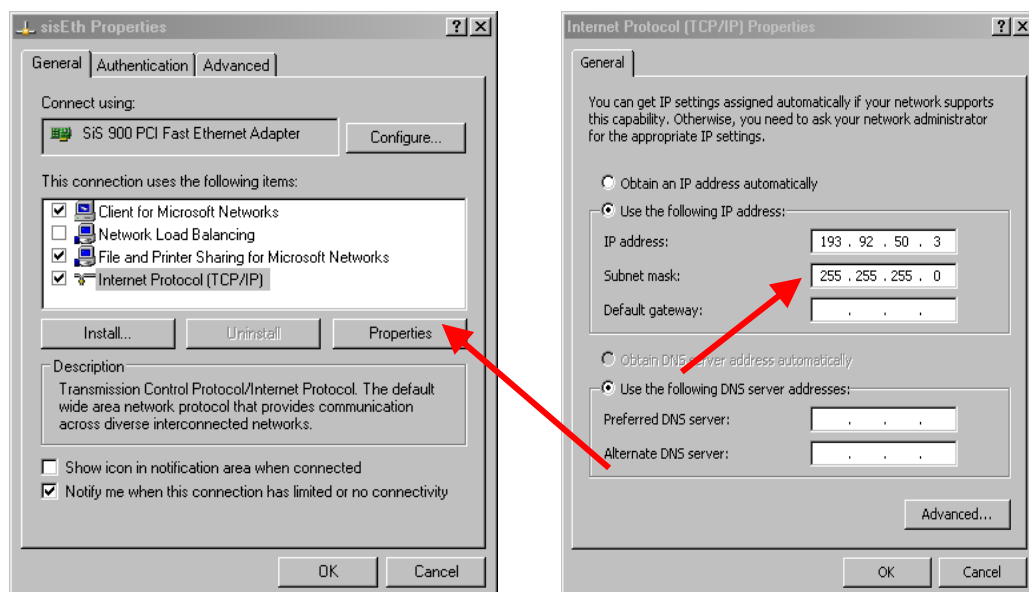 sisEth Properties
General Authentication Advanced
Connect using:
SiS 900 PCI Fast Ethernet Adapter
Configure...
This connection uses the following items:
Client for Microsoft Networks
Network Load Balancing
File and Printer Sharing for Microsoft Networks
Internet Protocol (TCP/IP)
Install... Uninstall Properties
Description
Transmission Control Protocol/Internet Protocol. The default
wide area network protocol that provides communication
across diverse interconnected networks.
Show icon in notification area when connected
Notify me when this connection has limited or no connectivity
OK Cancel
Internet Protocol (TCP/IP) Properties
General
You can get IP settings assigned automatically if your network supports
this capability. Otherwise, you need to ask your network administrator
for the appropriate IP settings.
Obtain an IP address automatically
Use the following IP address:
IP address: 193 . 92 . 50 . 3
Subnet mask: 255 . 255 . 255 . 0
Default gateway: . . .
Obtain DNS server address automatically
Use the following DNS server addresses:
Preferred DNS server: . . .
Alternate DNS server: . . .
Advanced...
OK Cancel